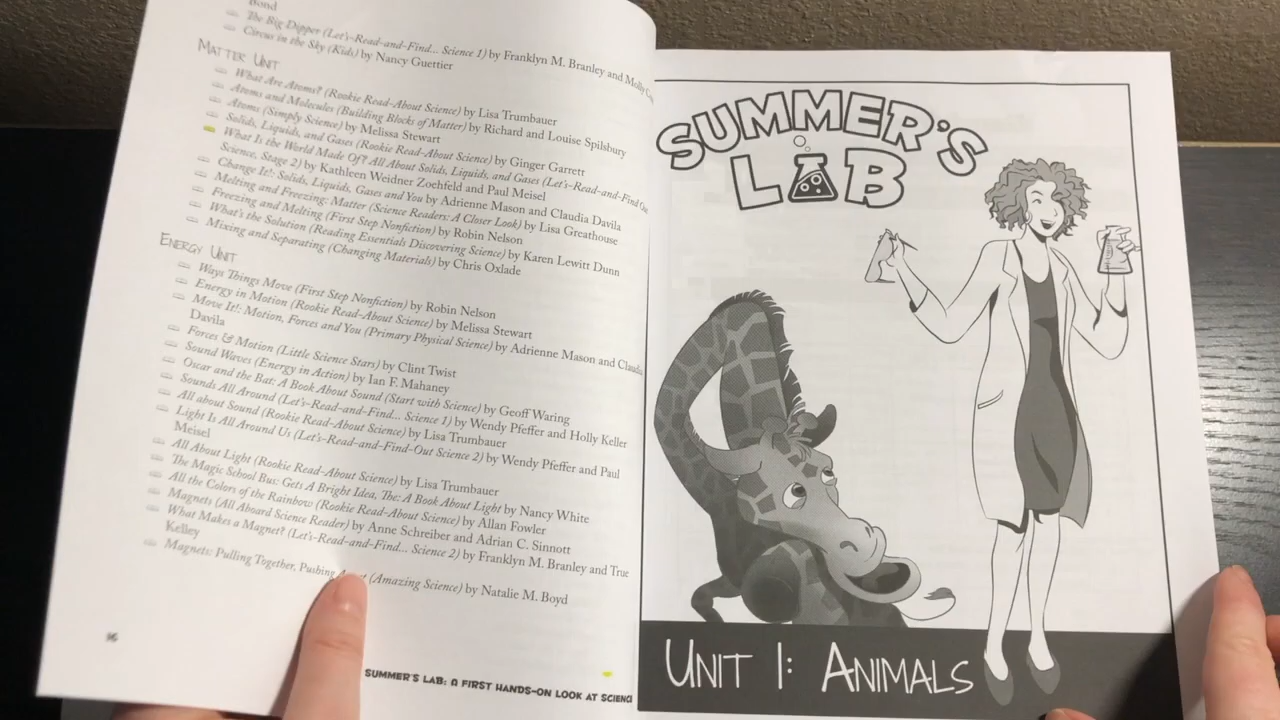 Bond
The Big Dipper (Let's-Read-and-Find... Science 1) by Franklyn M. Branley and Molly
Circus in the Sky (Kids) by Nancy Guettier
MATTER UNIT
What Are Atoms? (Rookie Read-About Science) by Lisa Trumbauer
Atoms and Molecules (Building Blocks of Matter) by Richard and Louise Spilsbury
Atoms (Simply Science) by Melissa Stewart
Solids, Liquids, and Gases (Rookie Read-About Science) by Ginger Garrett
What Is the World Made Of? All About Solids, Liquids, and Gases (Let's-Read-and-Find
Science, Stage 2) by Kathleen Weidner Zoehfeld and Paul Meisel
Change It!: Solids, Liquids, Gases and You by Adrienne Mason and Claudia Davila
Melting and Freezing: Matter (Science Readers: A Closer Look) by Lisa Greathouse
Freezing and Melting (First Step Nonfiction) by Robin Nelson
What's the Solution (Reading Essentials Discovering Science) by Karen Lewitt Dunn
Mixing and Separating (Changing Materials) by Chris Oxlade
ENERGY UNIT
Ways Things Move (First Step Nonfiction) by Robin Nelson
Energy in Motion (Rookie Read-About Science) by Melissa Stewart
Move It!: Motion, Forces and You (Primary Physical Science) by Adrienne Mason and Claudia
Davila
Forces & Motion (Little Science Stars) by Clint Twist
Sound Waves (Energy in Action) by Ian F. Mahaney
Oscar and the Bat: A Book About Sound (Start with Science) by Geoff Waring
Sounds All Around (Let's-Read-and-Find... Science 1) by Wendy Pfeffer and Holly Keller
All about Sound (Rookie Read-About Science) by Lisa Trumbauer
Light Is All Around Us (Let's-Read-and-Find-Out Science 2) by Wendy Pfeffer and Paul
Meisel
All About Light (Rookie Read-About Science) by Lisa Trumbauer
The Magic School Bus: Gets A Bright Idea, The: A Book About Light by Nancy White
All the Colors of the Rainbow (Rookie Read-About Science) by Allan Fowler
Magnets (All Aboard Science Reader) by Anne Schreiber and Adrian C. Sinnott
What Makes a Magnet? (Let's-Read-and-Find... Science 2) by Franklyn M. Branley and True
Kelley
Magnets: Pulling Together, Pushing (Amazing Science) by Natalie M. Boyd
SUMMER'S LAB: A FIRST HANDS-ON LOOK AT SCIENC
SUMMER'S
LAB
UNIT 1: ANIMALS